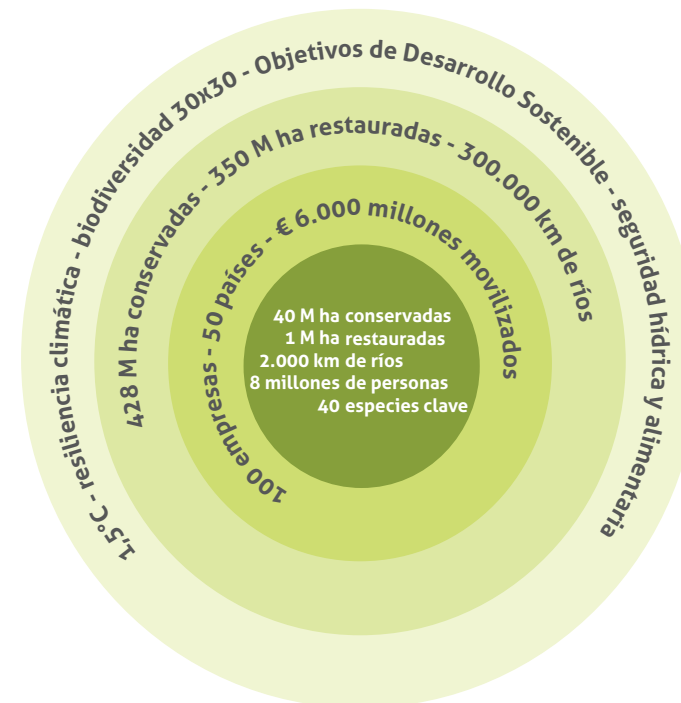 1,5°C - resiliencia climática - biodiversidad 30x30 - Objetivos de Desarrollo Sostenible - seguridad hídrica y alimentaria
428 M ha conservadas - 350 M ha restauradas - 300.000 km de ríos
100 empresas - 50 países - € 6.000 millones movilizados
40 M ha conservadas
1 M ha restauradas
2.000 km de ríos
8 millones de personas
40 especies clave